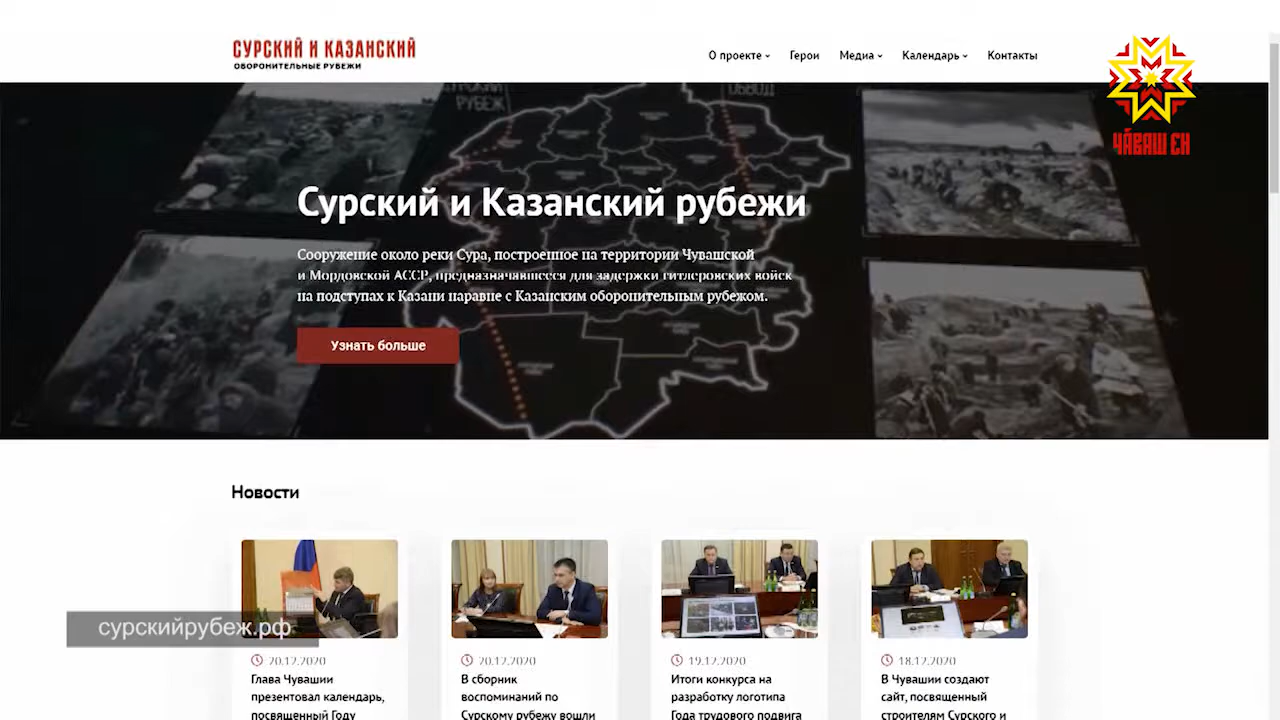 СУРСКИЙ И КАЗАНСКИЙ
ОБОРОНИТЕЛЬНЫЕ РУБЕЖИ
О проекте
Герои
Медиа
Календарь
Контакты
ЧӐВАШ ЕН
РУБЕЖ
ОБВОД
Сурский и Казанский рубежи
Сооружение около реки Сура, построенное на территории Чувашской
и Мордовской АССР, предназначавшееся для задержки гитлеровских войск
на подступах к Казани наравне с Казанским оборонительным рубежом.
Узнать больше
Новости
сурскийрубеж.рф
20.12.2020
Глава Чувашии
презентовал календарь,
посвященный Году
20.12.2020
В сборник
воспоминаний по
Сурскому рубежу вошли
19.12.2020
Итоги конкурса на
разработку логотипа
Года трудового подвига
18.12.2020
В Чувашии создают
сайт, посвященный
строителям Сурского и